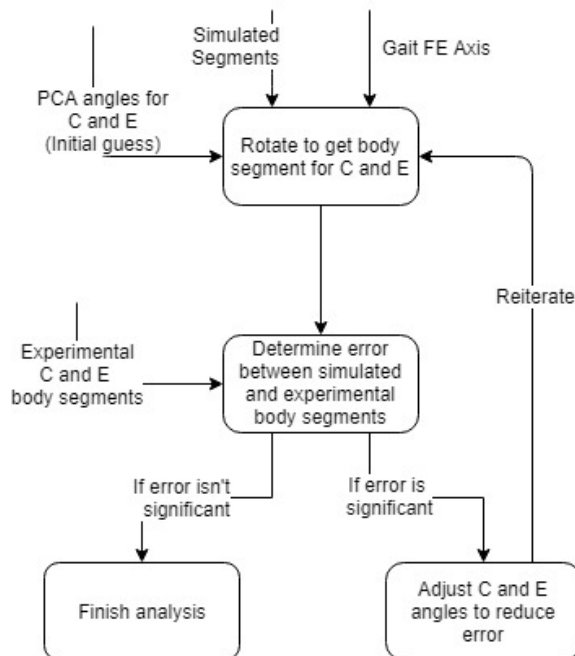 Simulated
Segments
Gait FE Axis
PCA angles for
C and E
(Initial guess)
Rotate to get body
segment for C and E
Reiterate
Experimental
C and E
body segments
Determine error
between simulated
and experimental
body segments
If error isn't
significant
If error is
significant
Finish analysis
Adjust C and E
angles to reduce
error